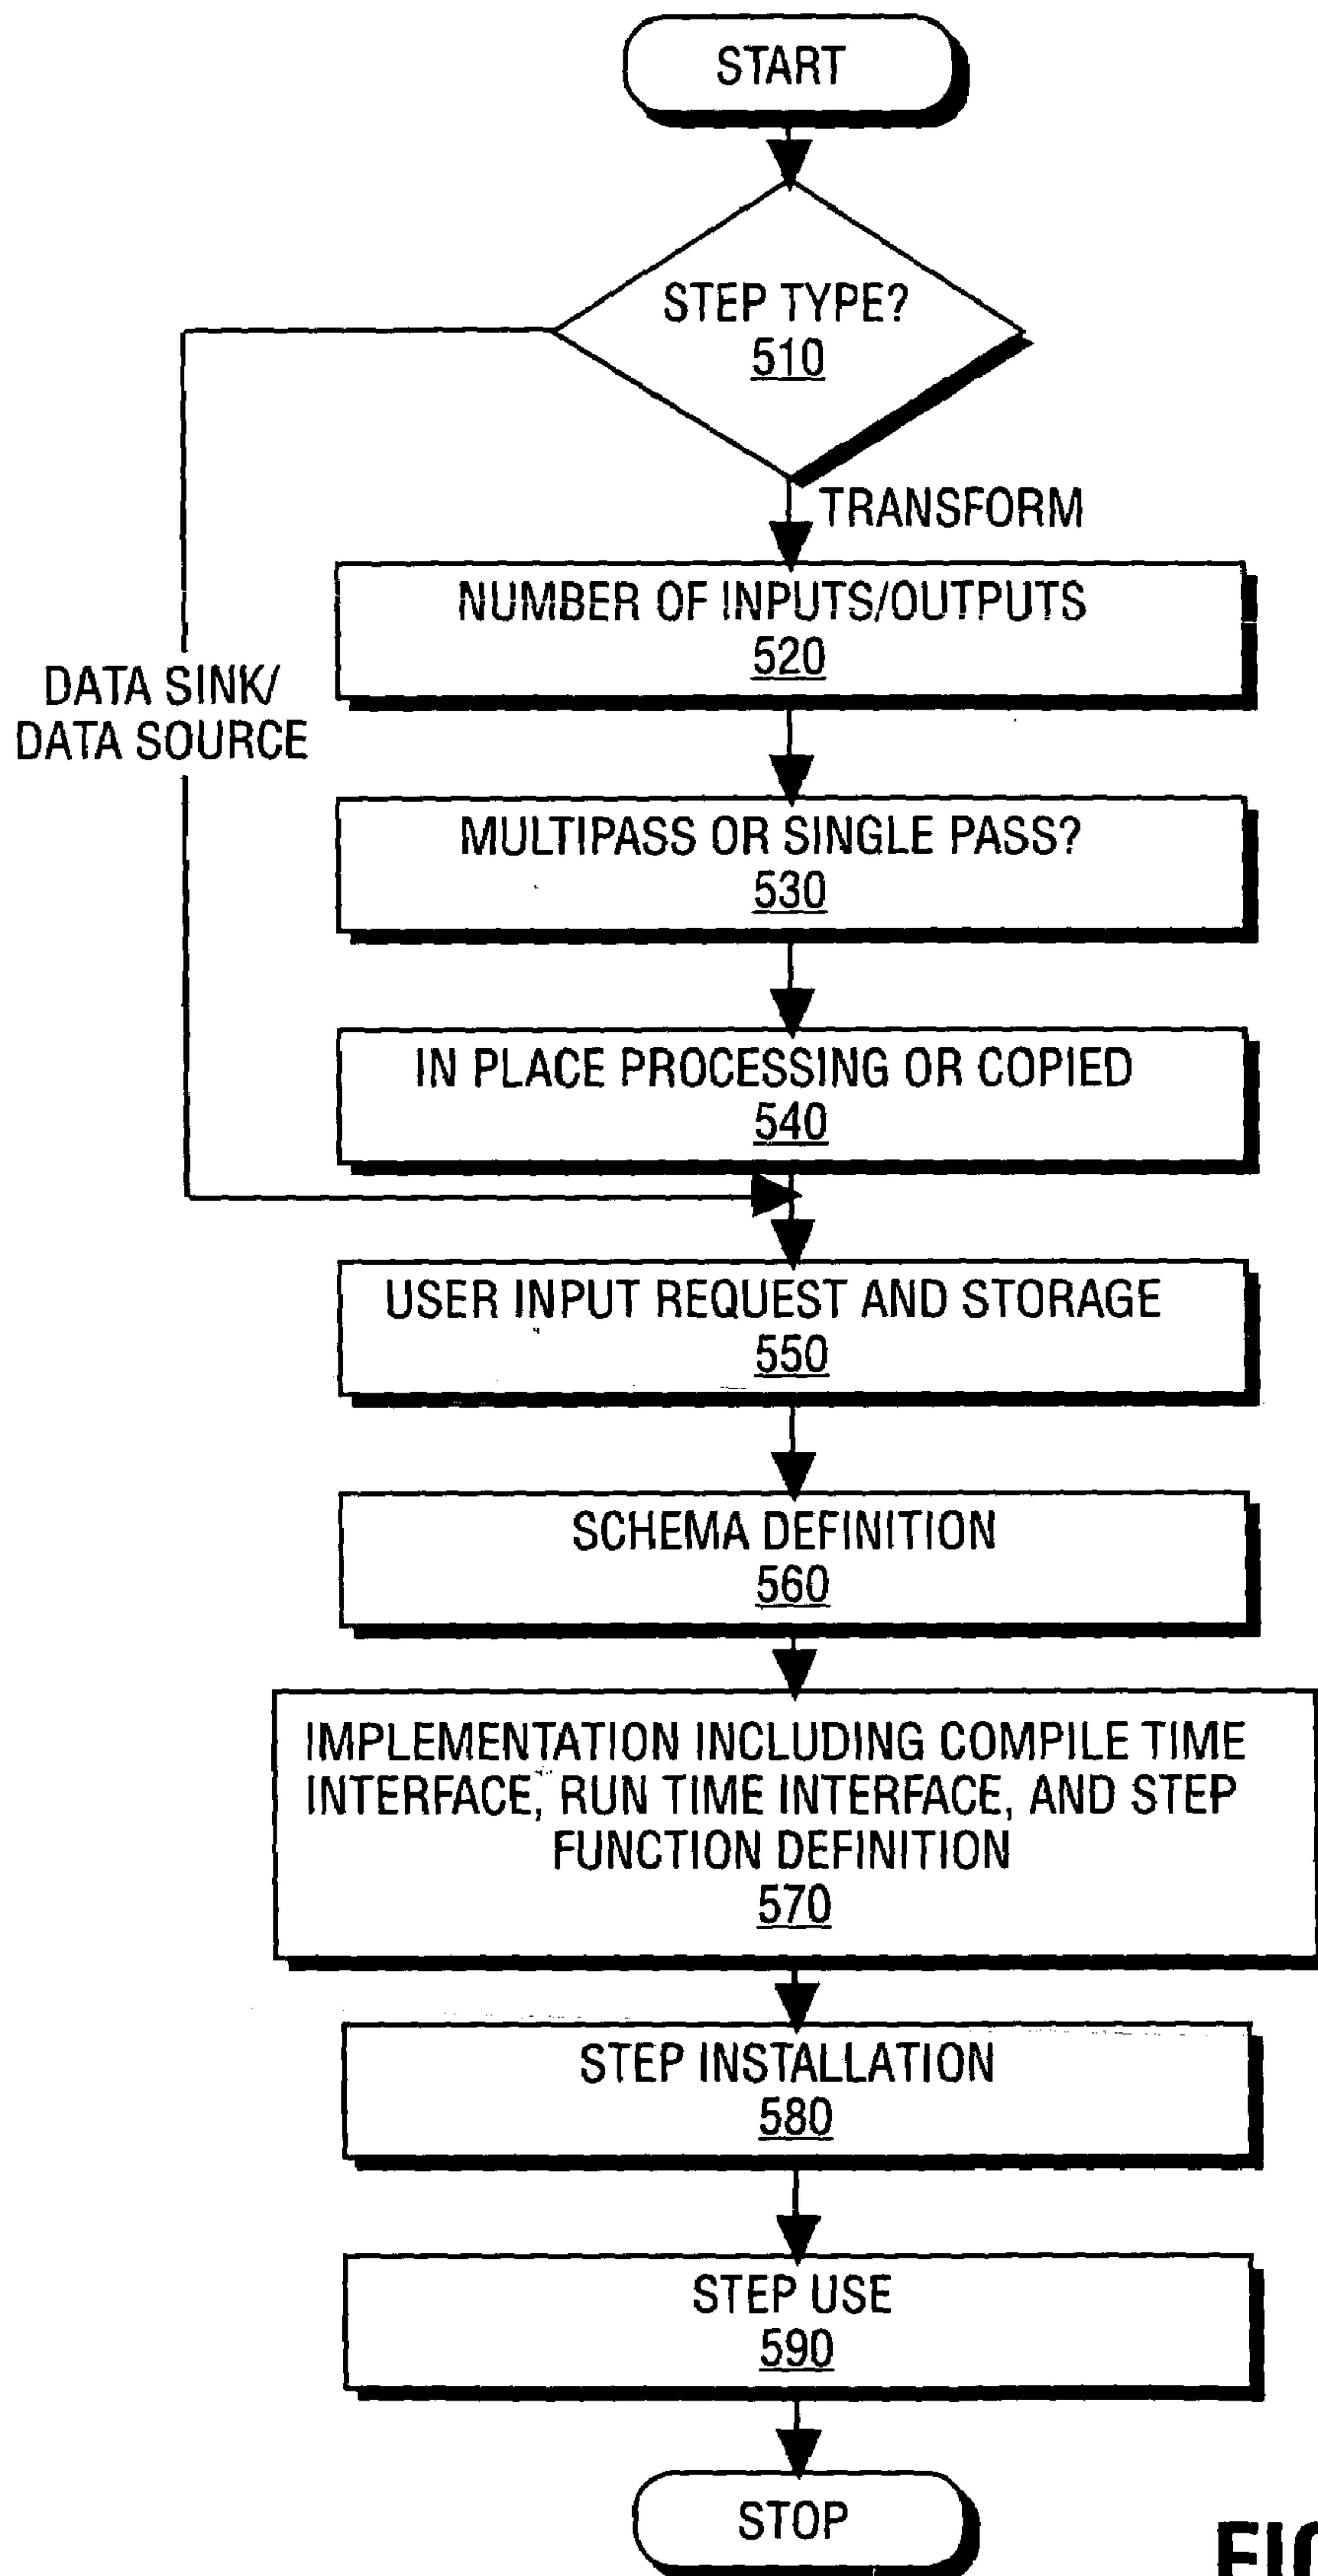 START
STEP TYPE?
510
TRANSFORM
NUMBER OF INPUTS/OUTPUTS
520
DATA SINK/
DATA SOURCE
MULTIPASS OR SINGLE PASS?
530
IN PLACE PROCESSING OR COPIED
540
USER INPUT REQUEST AND STORAGE
550
SCHEMA DEFINITION
560
IMPLEMENTATION INCLUDING COMPILE TIME
INTERFACE, RUN TIME INTERFACE, AND STEP
FUNCTION DEFINITION
570
STEP INSTALLATION
580
STEP USE
590
STOP